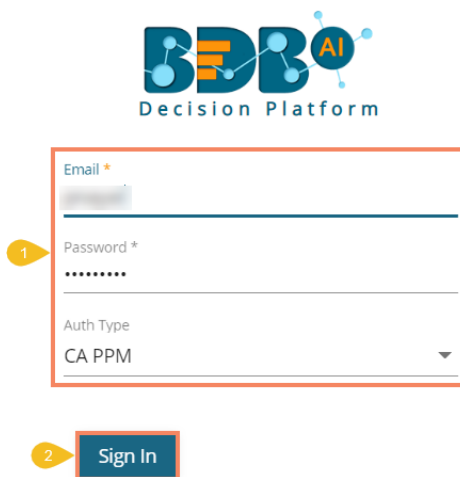 BDB AI
Decision Platform
Email *
Password *
•••••••••
Auth Type
CA PPM
1
2
Sign In